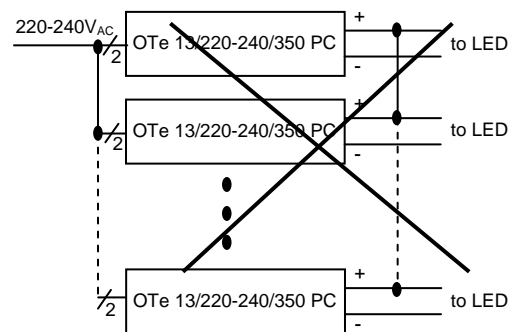 220-240VAC
2
OTe 13/220-240/350 PC
+
-
to LED
2
OTe 13/220-240/350 PC
+
-
to LED
2
OTe 13/220-240/350 PC
+
-
to LED